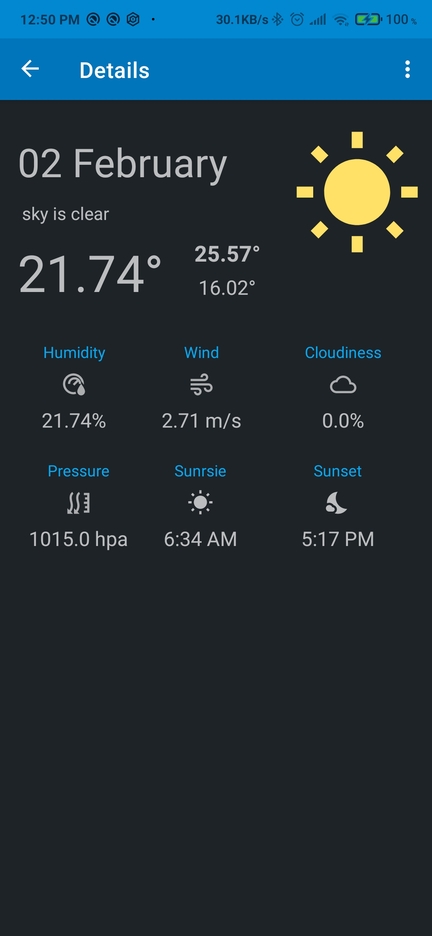 12:50 PM 30.1KB/s 100 %
Details
02 February
sky is clear
21.74° 25.57°
16.02°
Humidity Wind Cloudiness
21.74% 2.71 m/s 0.0%
Pressure Sunrsie Sunset
1015.0 hpa 6:34 AM 5:17 PM